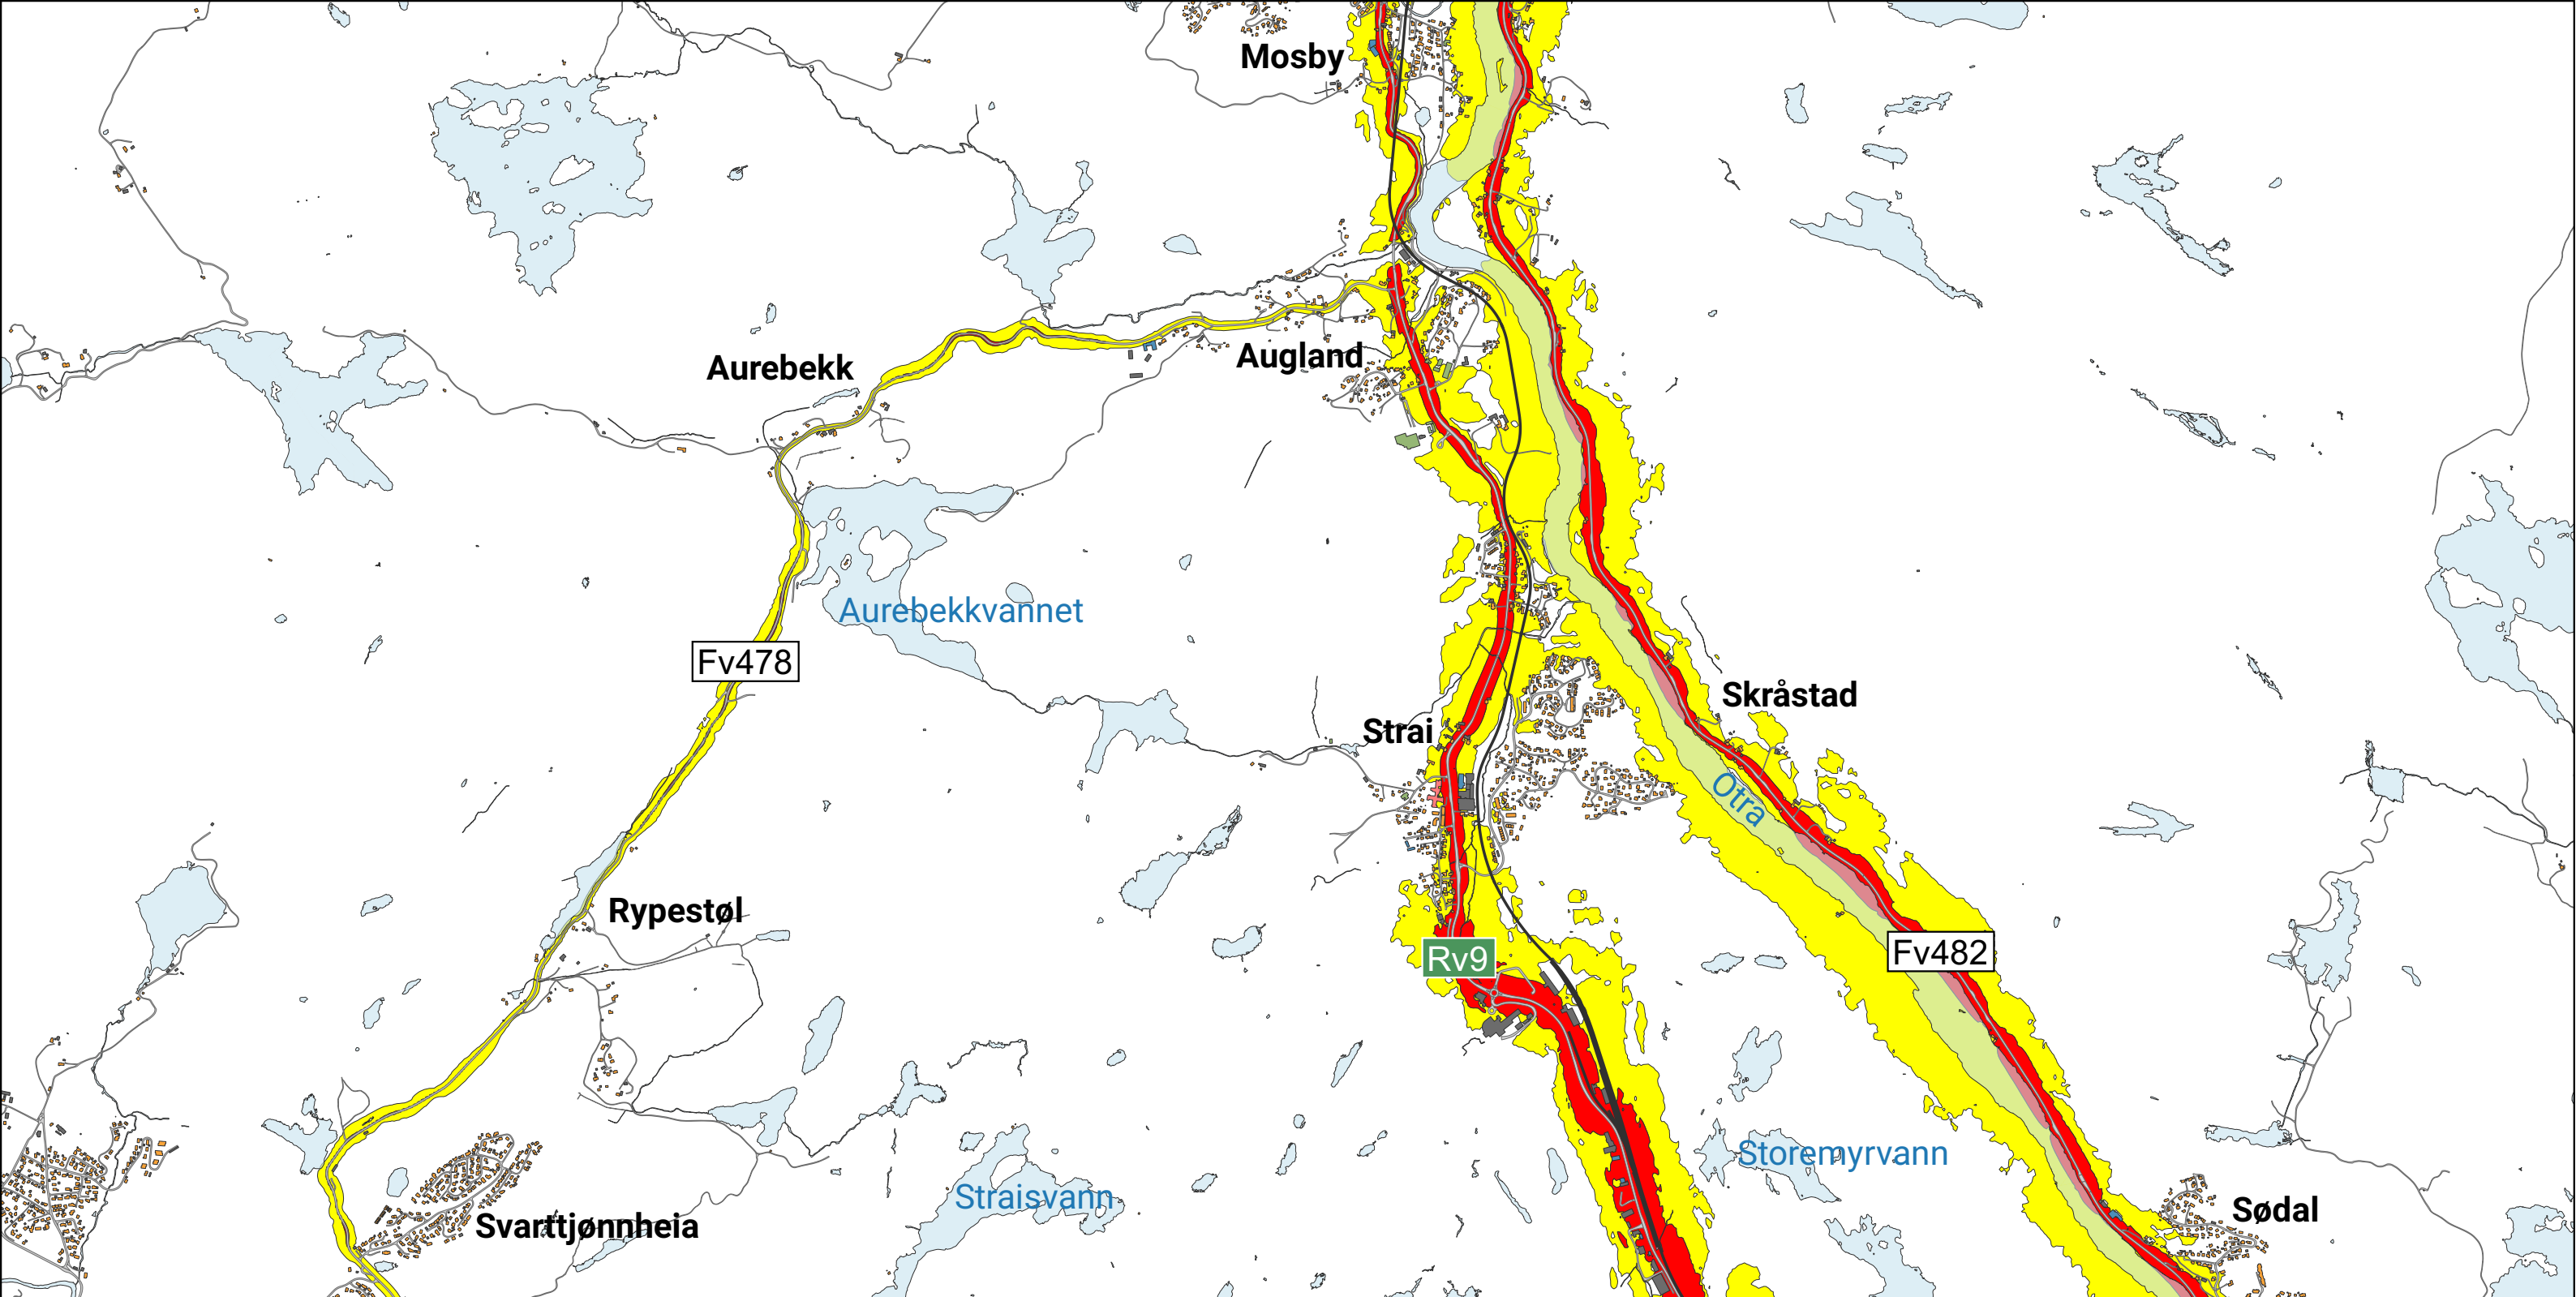 Mosby
Aurebekk
Augland
Aurebekkvannet
Fv478
Skråstad
Strai
Otra
Rypestøl
Rv9
Fv482
Storemyrvann
Straisvann
Sødal
Svarttjønnheia